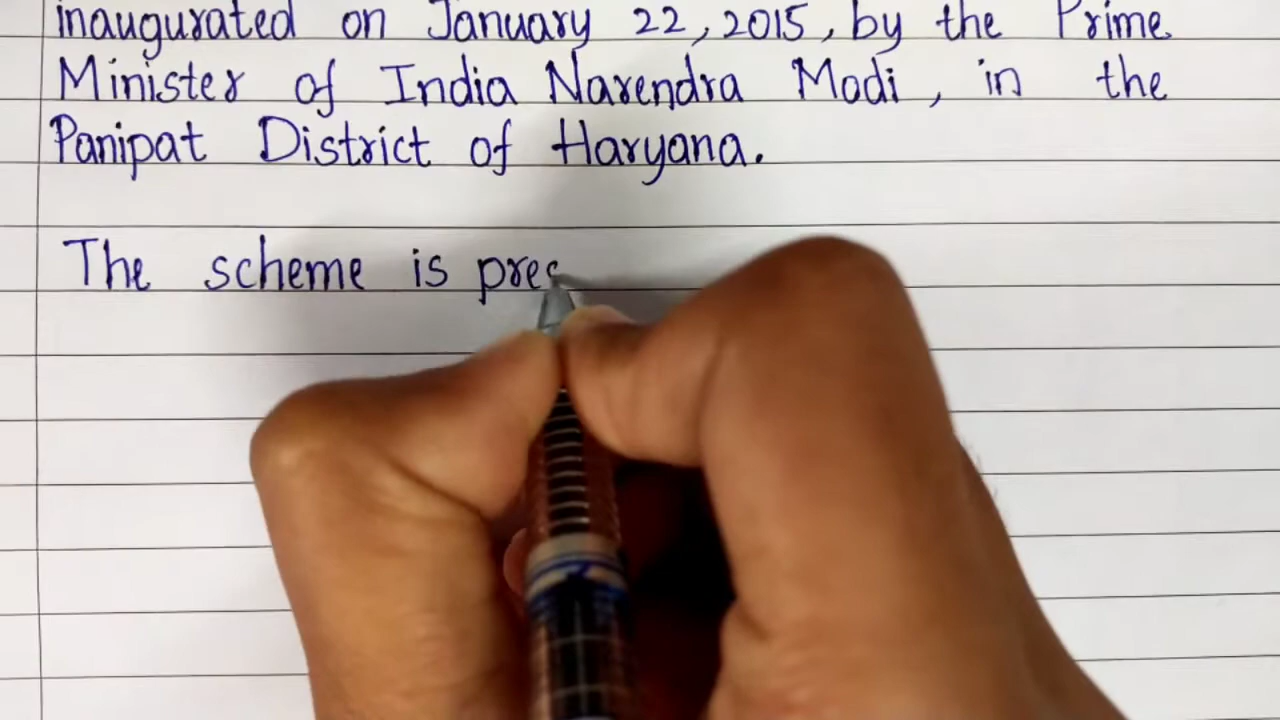 inaugurated on January 22, 2015, by the Prime
Minister of India Narendra Modi, in the
Panipat District of Haryana.
The scheme is pres